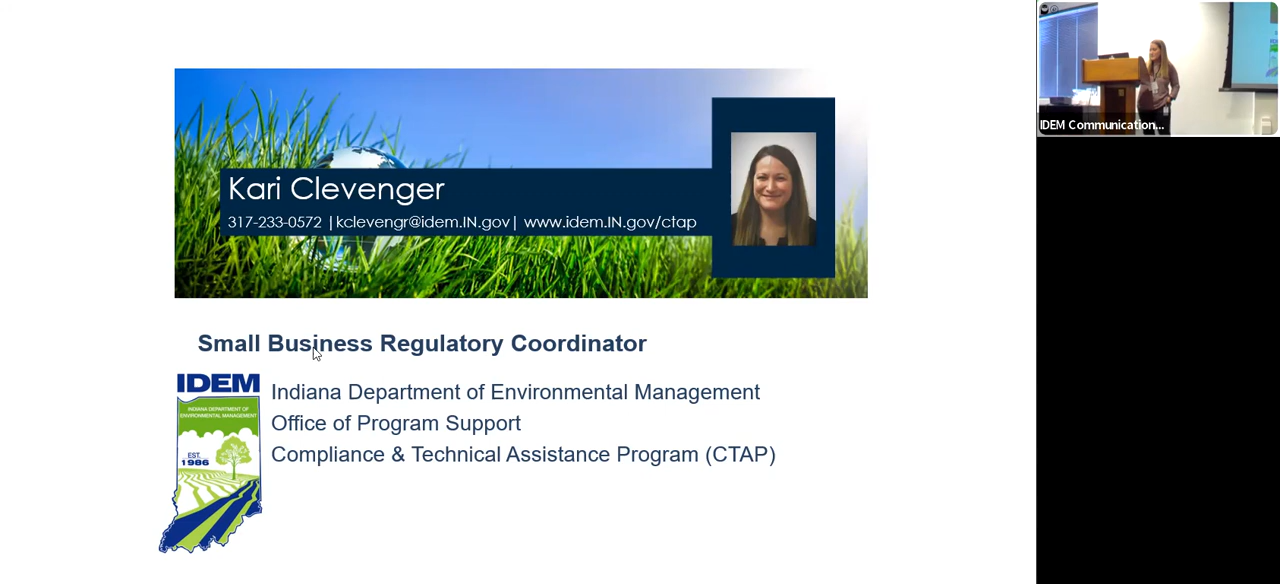 Kari Clevenger
317-233-0572 | kclevengr@idem.IN.gov | www.idem.IN.gov/ctap
IDEM Communication...
Small Business Regulatory Coordinator
IDEM
INDIANA DEPARTMENT OF
ENVIRONMENTAL MANAGEMENT
EST.
1986
Indiana Department of Environmental Management
Office of Program Support
Compliance & Technical Assistance Program (CTAP)